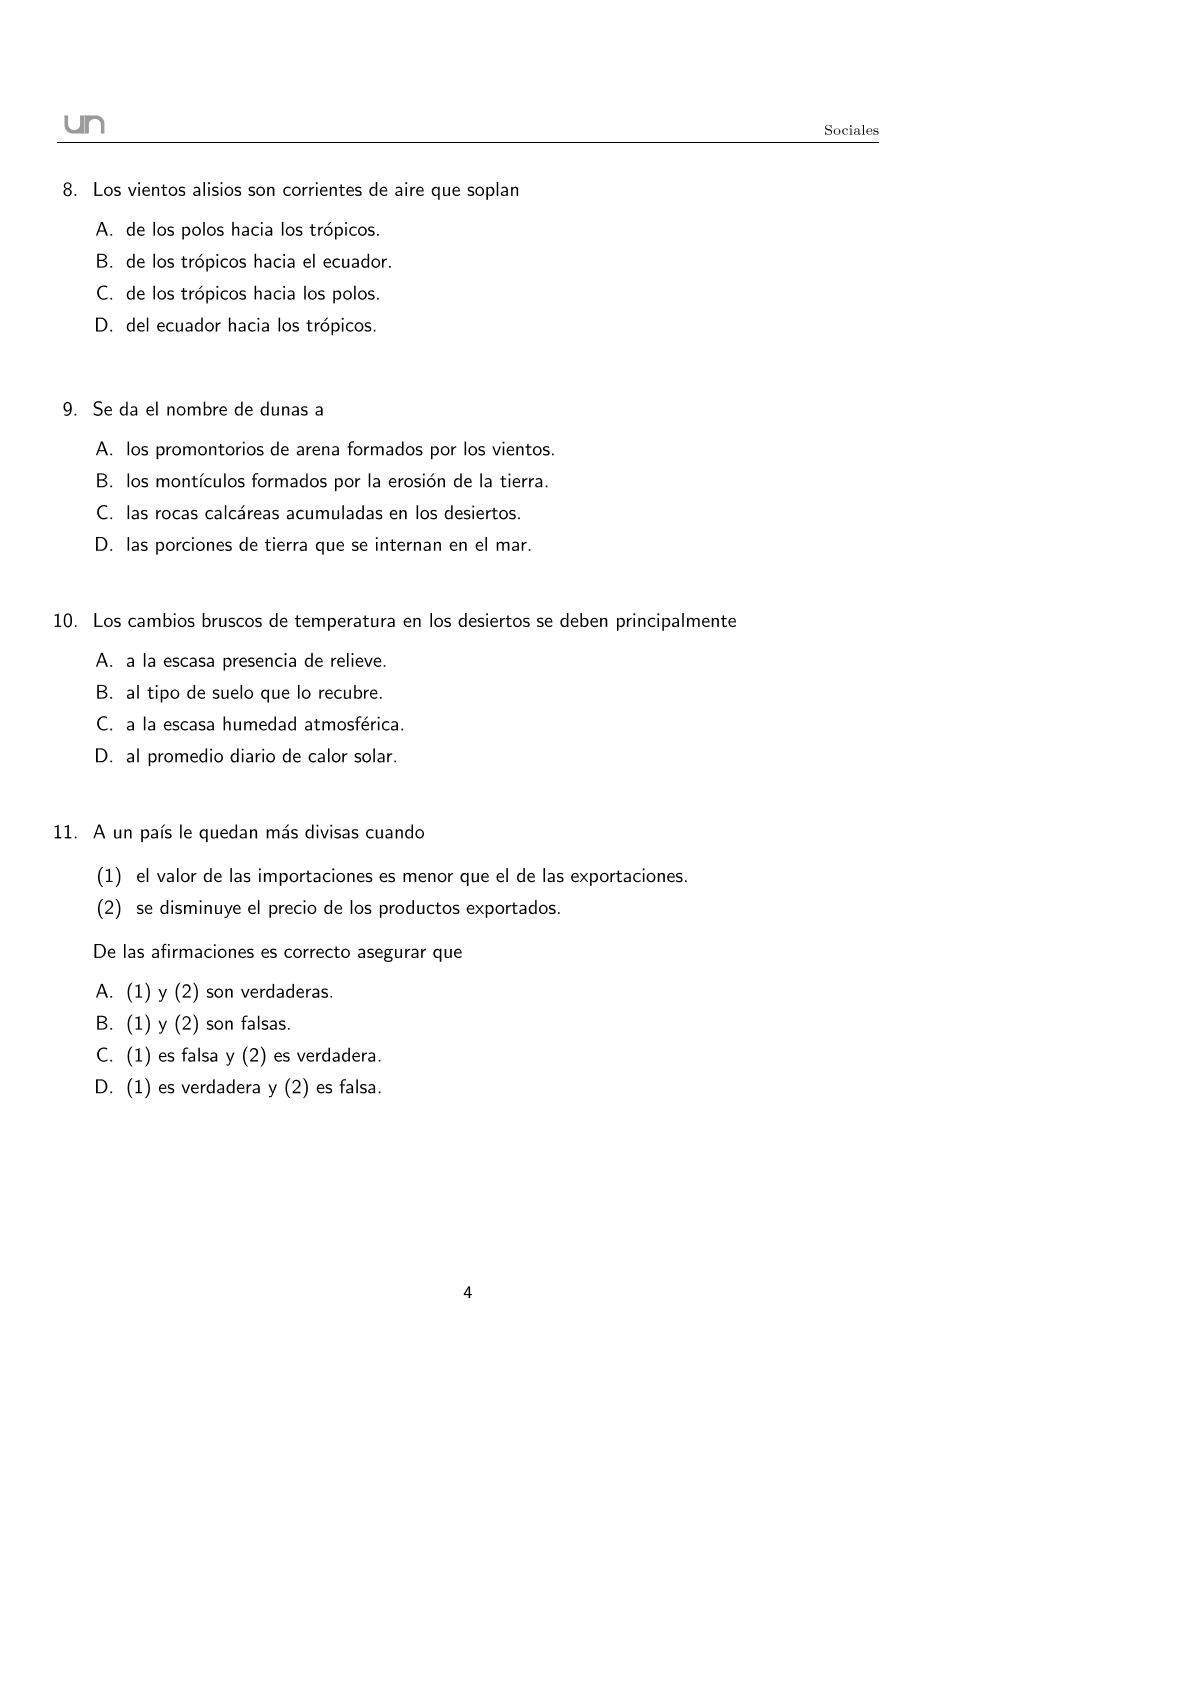 un
Sociales
8. Los vientos alisios son corrientes de aire que soplan
A. de los polos hacia los trópicos.
B. de los trópicos hacia el ecuador.
C. de los trópicos hacia los polos.
D. del ecuador hacia los trópicos.
9. Se da el nombre de dunas a
A. los promontorios de arena formados por los vientos.
B. los montículos formados por la erosión de la tierra.
C. las rocas calcáreas acumuladas en los desiertos.
D. las porciones de tierra que se internan en el mar.
10. Los cambios bruscos de temperatura en los desiertos se deben principalmente
A. a la escasa presencia de relieve.
B. al tipo de suelo que lo recubre.
C. a la escasa humedad atmosférica.
D. al promedio diario de calor solar.
11. A un país le quedan más divisas cuando
(1) el valor de las importaciones es menor que el de las exportaciones.
(2) se disminuye el precio de los productos exportados.
De las afirmaciones es correcto asegurar que
A. (1) y (2) son verdaderas.
B. (1) y (2) son falsas.
C. (1) es falsa y (2) es verdadera.
D. (1) es verdadera y (2) es falsa.
4